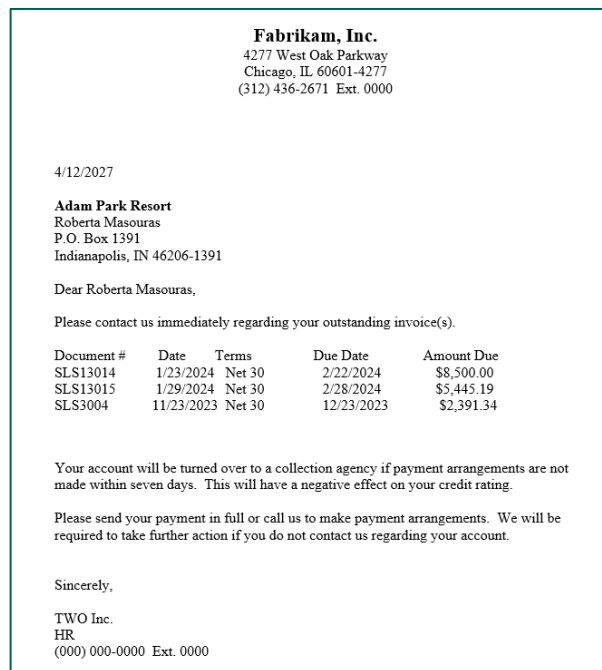 Fabrikam, Inc.
4277 West Oak Parkway
Chicago, IL 60601-4277
(312) 436-2671 Ext. 0000
4/12/2027
Adam Park Resort
Roberta Masouras
P.O. Box 1391
Indianapolis, IN 46206-1391
Dear Roberta Masouras,
Please contact us immediately regarding your outstanding invoice(s).
Document # Date Terms Due Date Amount Due
SLS13014 1/23/2024 Net 30 2/22/2024 $8,500.00
SLS13015 1/29/2024 Net 30 2/28/2024 $5,445.19
SLS3004 11/23/2023 Net 30 12/23/2023 $2,391.34
Your account will be turned over to a collection agency if payment arrangements are not
made within seven days. This will have a negative effect on your credit rating.
Please send your payment in full or call us to make payment arrangements. We will be
required to take further action if you do not contact us regarding your account.
Sincerely,
TWO Inc.
HR
(000) 000-0000 Ext. 0000